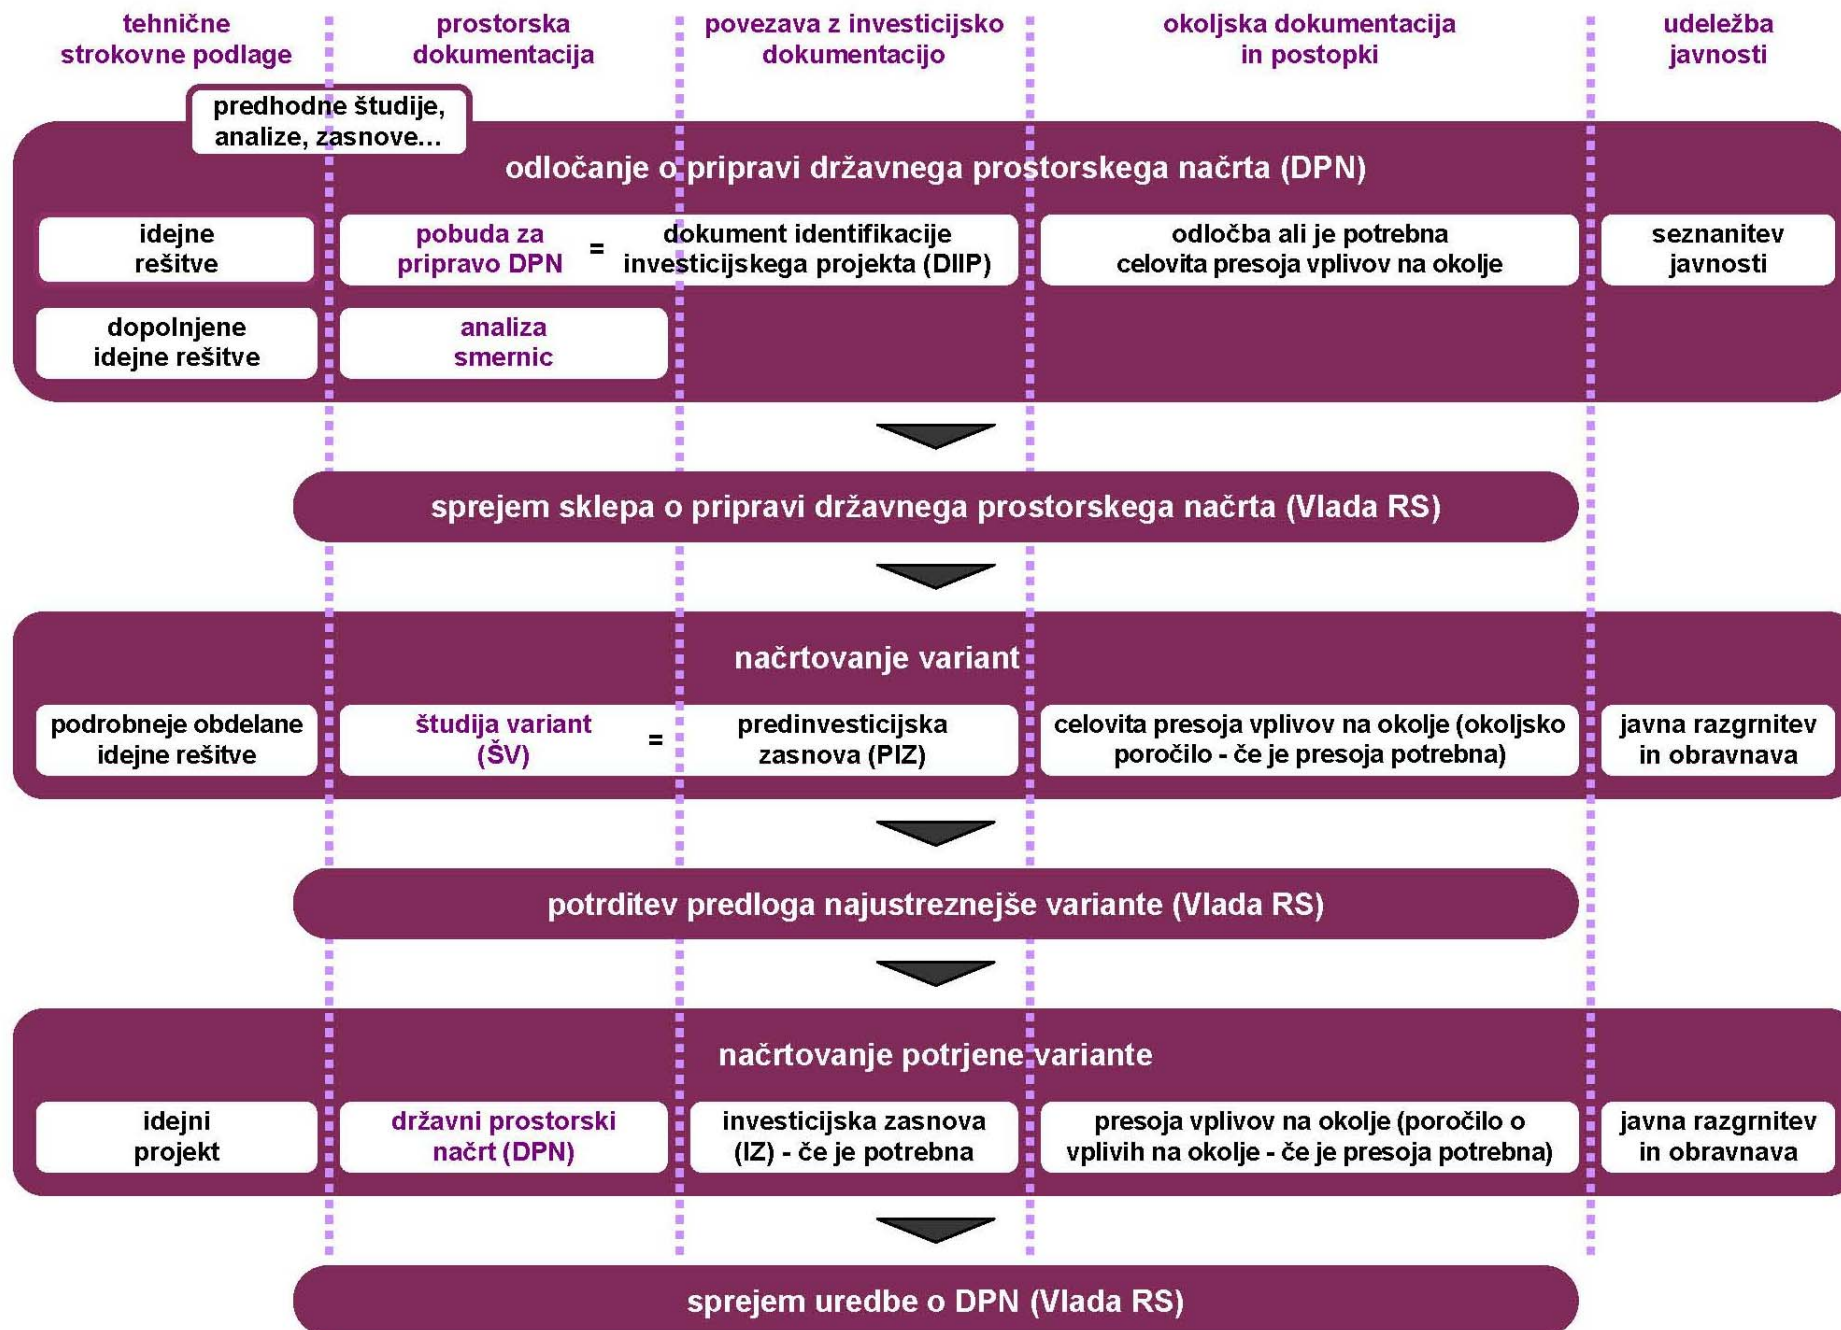 tehnične
strokovne podlage
prostorska
dokumentacija
povezava z investicijsko
dokumentacijo
okoljska dokumentacija
in postopki
udeležba
javnosti
predhodne študije,
analize, zasnove...
odločanje o pripravi državnega prostorskega načrta (DPN)
idejne
rešitve
pobuda za
pripravo DPN
=
dokument identifikacije
investicijskega projekta (DIIP)
odločba ali je potrebna
celovita presoja vplivov na okolje
seznanitev
javnosti
dopolnjene
idejne rešitve
analiza
smernic
sprejem sklepa o pripravi državnega prostorskega načrta (Vlada RS)
načrtovanje variant
podrobneje obdelane
idejne rešitve
študija variant
(ŠV)
=
predinvesticijska
zasnova (PIZ)
celovita presoja vplivov na okolje (okoljsko
poročilo - če je presoja potrebna)
javna razgrnitev
in obravnava
potrditev predloga najustreznejše variante (Vlada RS)
načrtovanje potrjene variante
idejni
projekt
državni prostorski
načrt (DPN)
investicijska zasnova
(IZ) - če je potrebna
presoja vplivov na okolje (poročilo o
vplivih na okolje - če je presoja potrebna)
javna razgrnitev
in obravnava
sprejem uredbe o DPN (Vlada RS)